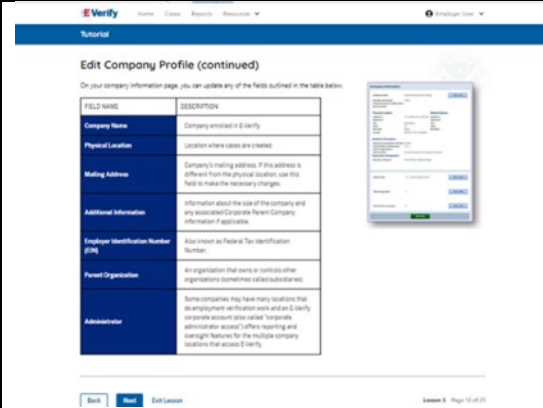 E-Verify Home Cases Reports Resources Employer User
Tutorial
Edit Company Profile (continued)
On your company information page, you can update any of the fields outlined in the table below.
FIELD NAME DESCRIPTION
Company Name Company enrolled in E-Verify.
Physical Location Location where cases are created.
Mailing Address
Company's mailing address. If this address is
different from the physical location, use this
field to make the necessary changes.
Additional Information
Information about the size of the company and
any associated Corporate Parent Company
information if applicable.
Employer Identification Number
(EIN)
Also known as Federal Tax Identification
Number.
Parent Organization
An organization that owns or controls other
organizations (sometimes called subsidiaries).
Administrator
Some companies may have many locations that
do employment verification work and an E-Verify
corporate account (also called "corporate
administrator access") offers reporting and
oversight features for the multiple company
locations that access E-Verify.
Back Next Exit Lesson
Lesson 5 Page 12 of 23